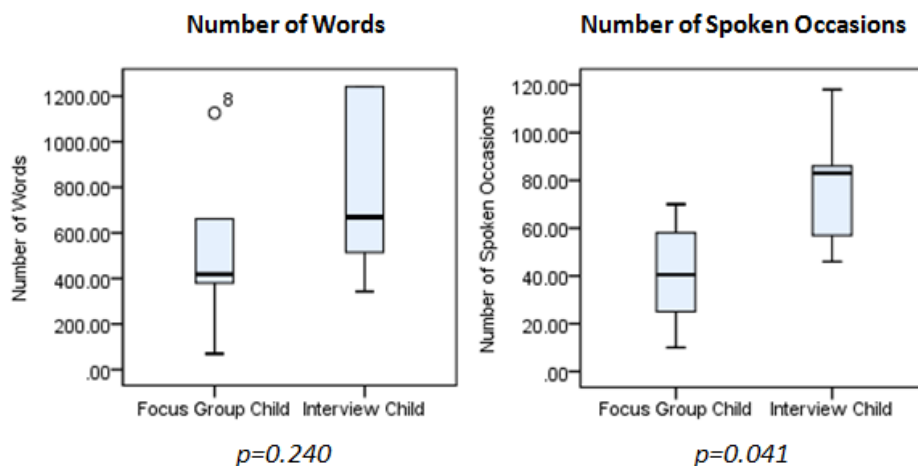 Number of Words
Number of Words
1200.00
1000.00
800.00
600.00
400.00
200.00
.00
8
Focus Group Child Interview Child
p=0.240
Number of Spoken Occasions
Number of Spoken Occasions
120.00
100.00
80.00
60.00
40.00
20.00
.00
Focus Group Child Interview Child
p=0.041